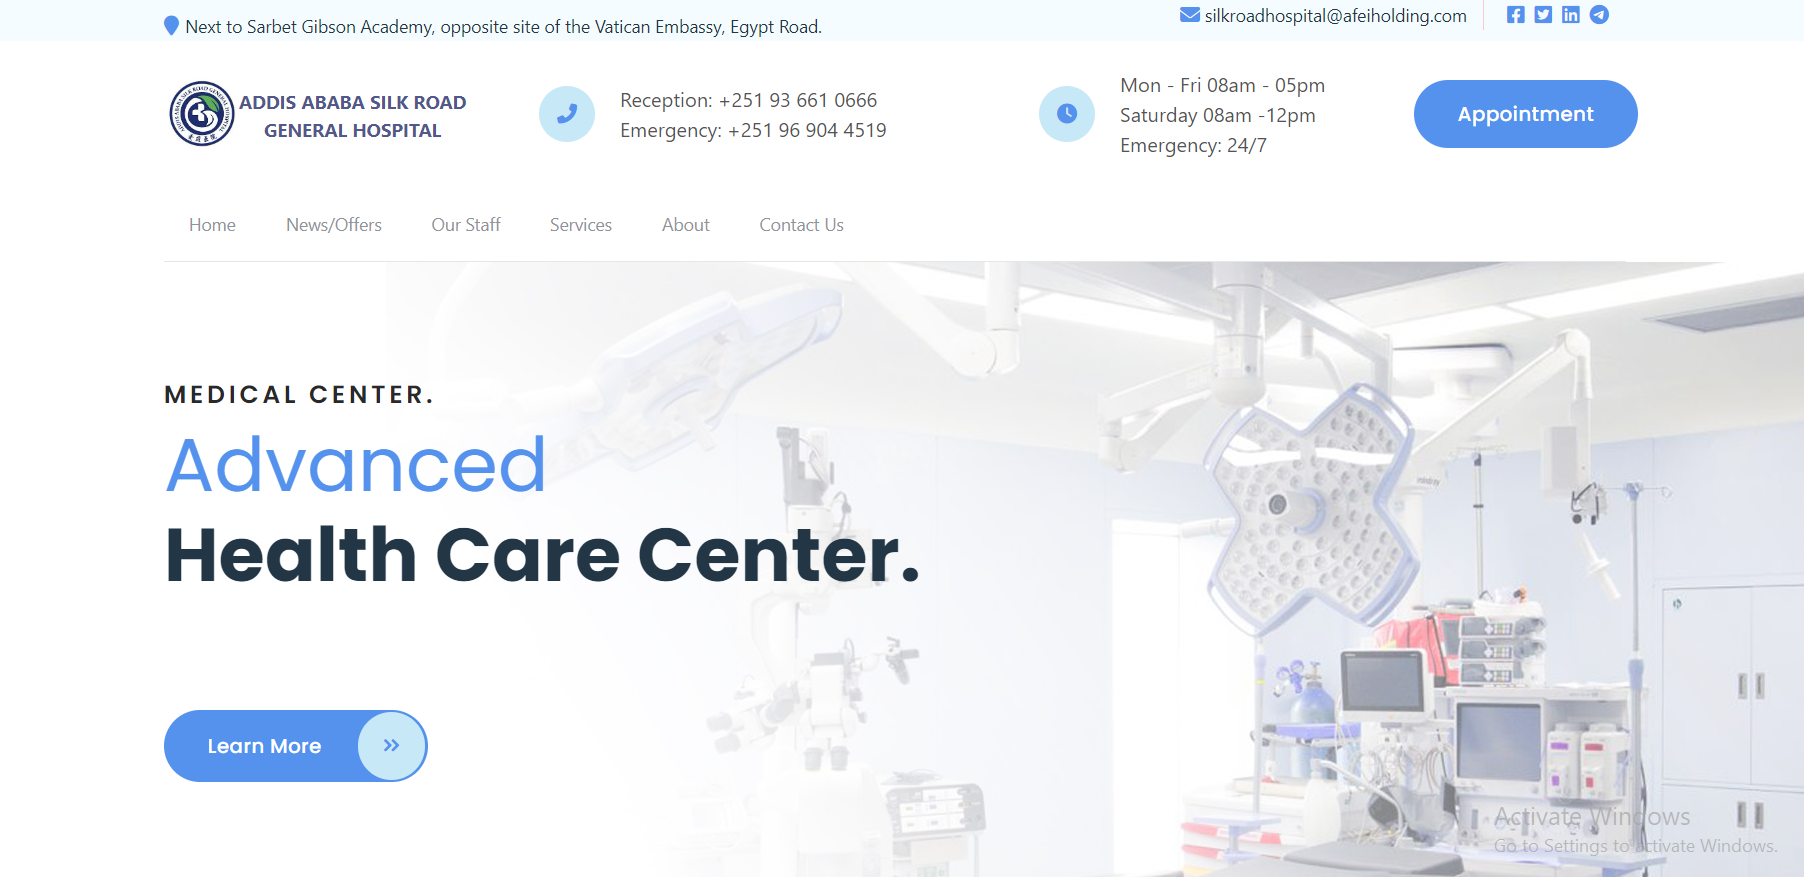 Next to Sarbet Gibson Academy, opposite site of the Vatican Embassy, Egypt Road.
silkroadhospital@afeiholding.com
ADDIS ABABA SILK ROAD
GENERAL HOSPITAL
Reception: +251 93 661 0666
Emergency: +251 96 904 4519
Mon - Fri 08am - 05pm
Saturday 08am -12pm
Emergency: 24/7
Appointment
Home
News/Offers
Our Staff
Services
About
Contact Us
MEDICAL CENTER.
Advanced
Health Care Center.
Learn More
Activate Windows
Go to Settings to activate Windows.